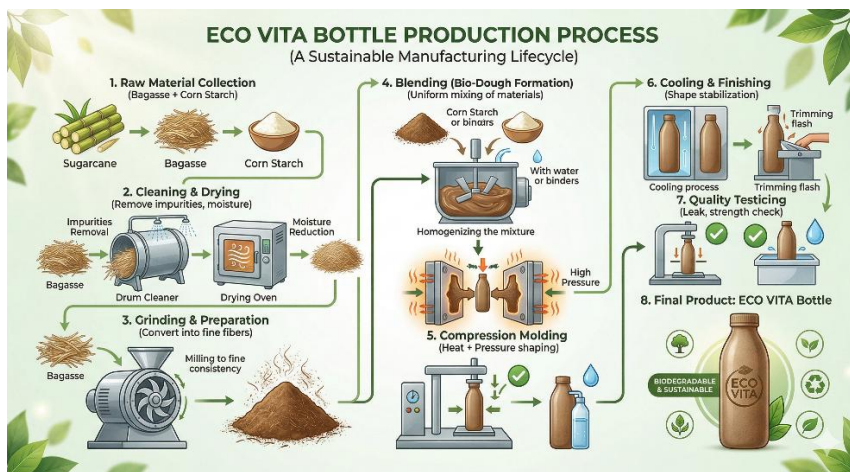 ECO VITA BOTTLE PRODUCTION PROCESS
(A Sustainable Manufacturing Lifecycle)
1. Raw Material Collection
(Bagasse + Corn Starch)
Sugarcane
Bagasse
Corn Starch
2. Cleaning & Drying
(Remove impurities, moisture)
Impurities
Removal
Moisture
Reduction
Bagasse
Drum Cleaner
Drying Oven
3. Grinding & Preparation
(Convert into fine fibers)
Bagasse
Milling to fine
consistency
4. Blending (Bio-Dough Formation)
(Uniform mixing of materials)
Corn Starch
or binɑrs
With water
or binders
Homogenizing the mixture
High
Pressure
5. Compression Molding
(Heat + Pressure shaping)
6. Cooling & Finishing
(Shape stabilization)
Trimming
flash
Cooling process
Trimming flash
7. Quality Testicing
(Leak, strength check)
8. Final Product: ECO VITA Bottle
BIODEGRADABLE
& SUSTAINABLE
ECO
VITA